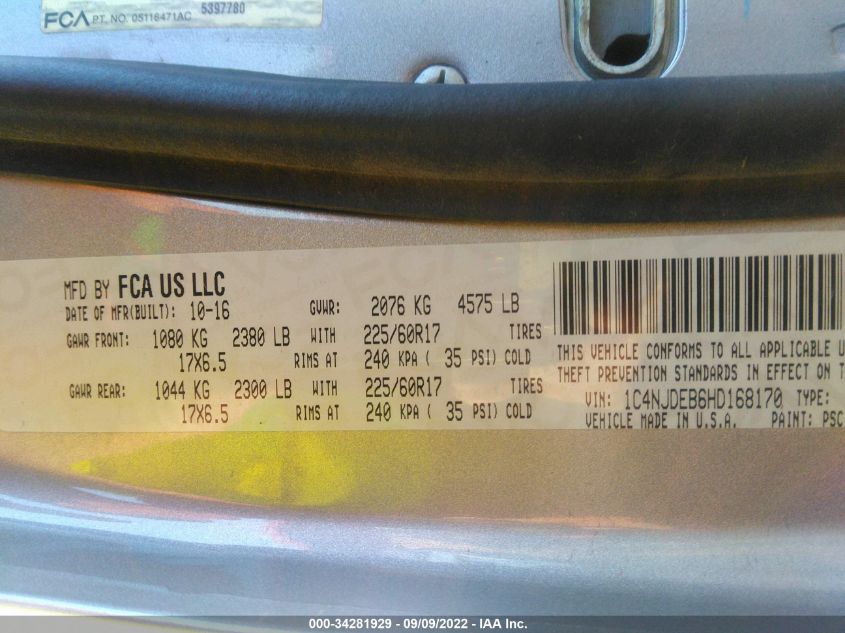 5397780
FCA PT. NO. 05116471AC
MFD BY FCA US LLC
DATE OF MFR(BUILT): 10-16 GVWR: 2076 KG 4575 LB
GAWR FRONT: 1080 KG 2380 LB WITH 225/60R17 TIRES
17X6.5 RIMS AT 240 KPA ( 35 PSI) COLD
GAWR REAR: 1044 KG 2300 LB WITH 225/60R17 TIRES
17X6.5 RIMS AT 240 KPA ( 35 PSI) COLD
THIS VEHICLE CONFORMS TO ALL APPLICABLE
THEFT PREVENTION STANDARDS IN EFFECT ON
VIN: 1C4NJDEB6HD168170 TYPE:
VEHICLE MADE IN U.S.A. PAINT: PSC
000-34281929 - 09/09/2022 - IAA Inc.